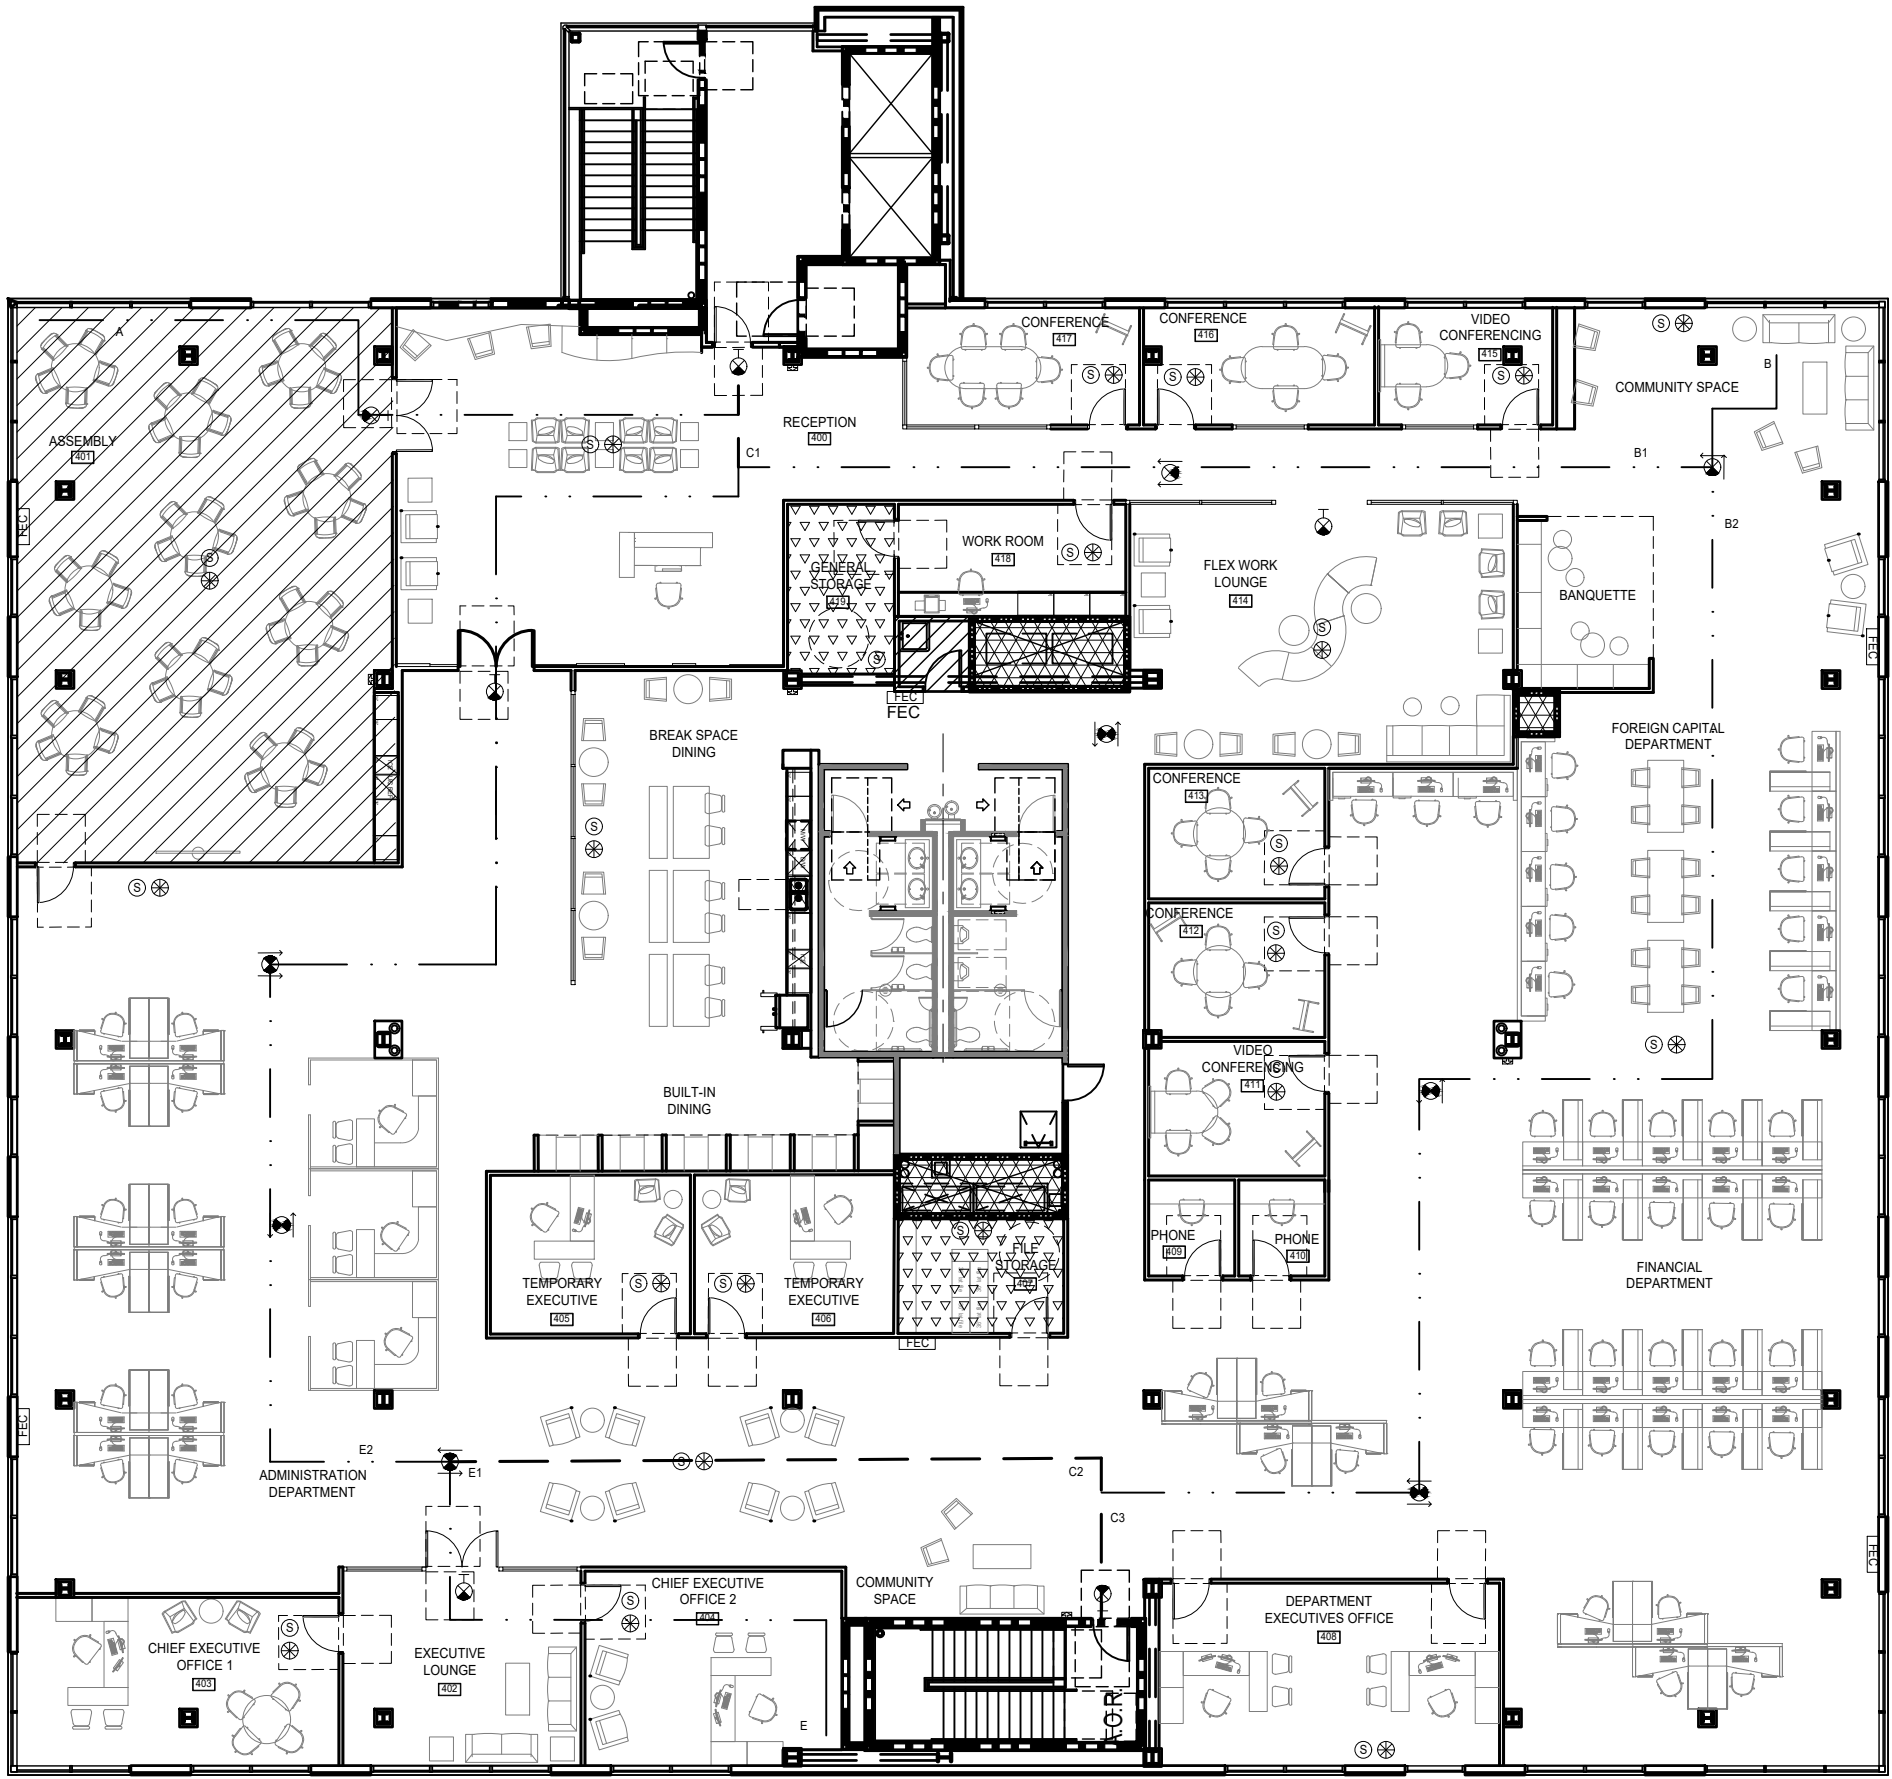 A
CONFERENCE
417
CONFERENCE
416
VIDEO
CONFERENCING
415
S
B
COMMUNITY SPACE
S
S
S
ASSEMBLY
401
RECEPTION
400
S
C1
B1
B2
FEC
WORK ROOM
418
S
GENERAL
STORAGE
419
S
FLEX WORK
LOUNGE
414
S
BANQUETTE
S
FEC
FEC
FEC
BREAK SPACE
DINING
FOREIGN CAPITAL
DEPARTMENT
CONFERENCE
413
S
S
S
CONFERENCE
412
S
VIDEO
CONFERENCING
411
S
S
BUILT-IN
DINING
PHONE
409
PHONE
410
S
FILE
STORAGE
407
FINANCIAL
DEPARTMENT
TEMPORARY
EXECUTIVE
405
S
S
TEMPORARY
EXECUTIVE
406
FEC
FEC
E2
E1
S
C2
ADMINISTRATION
DEPARTMENT
C3
FEC
CHIEF EXECUTIVE
OFFICE 2
404
S
COMMUNITY
SPACE
DEPARTMENT
EXECUTIVES OFFICE
408
S
CHIEF EXECUTIVE
OFFICE 1
403
EXECUTIVE
LOUNGE
402
E
A.O.R.
S